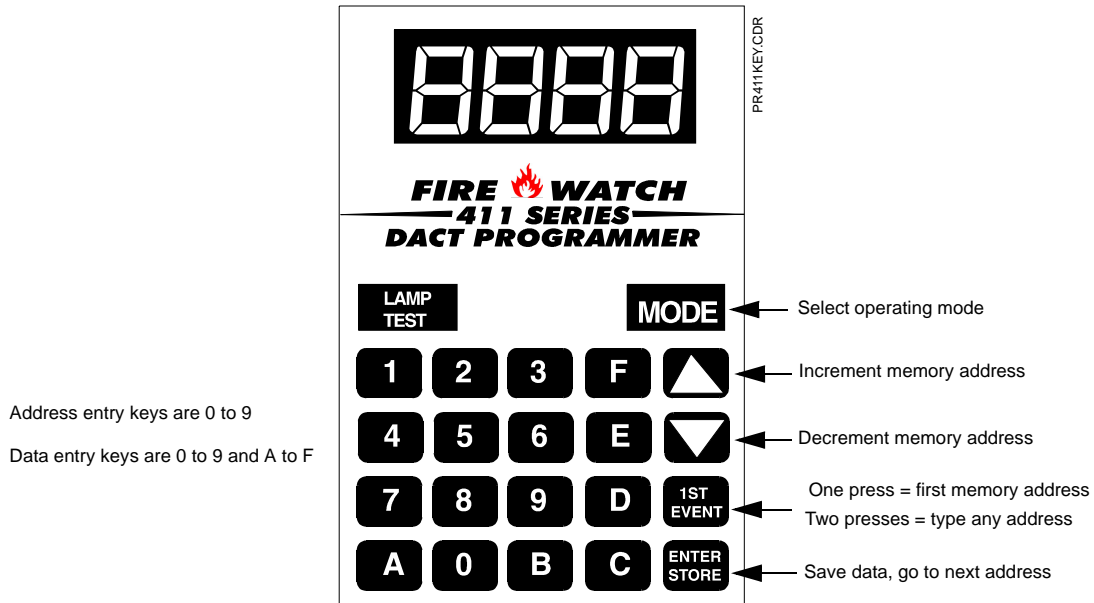 8888
PR411KEY.CDR
FIRE WATCH
411 SERIES
DACT PROGRAMMER
LAMP
TEST
MODE
Select operating mode
1 2 3 F
Increment memory address
Address entry keys are 0 to 9
4 5 6 E
Decrement memory address
Data entry keys are 0 to 9 and A to F
7 8 9 D
1ST
EVENT
One press = first memory address
Two presses = type any address
A 0 B C
ENTER
STORE
Save data, go to next address